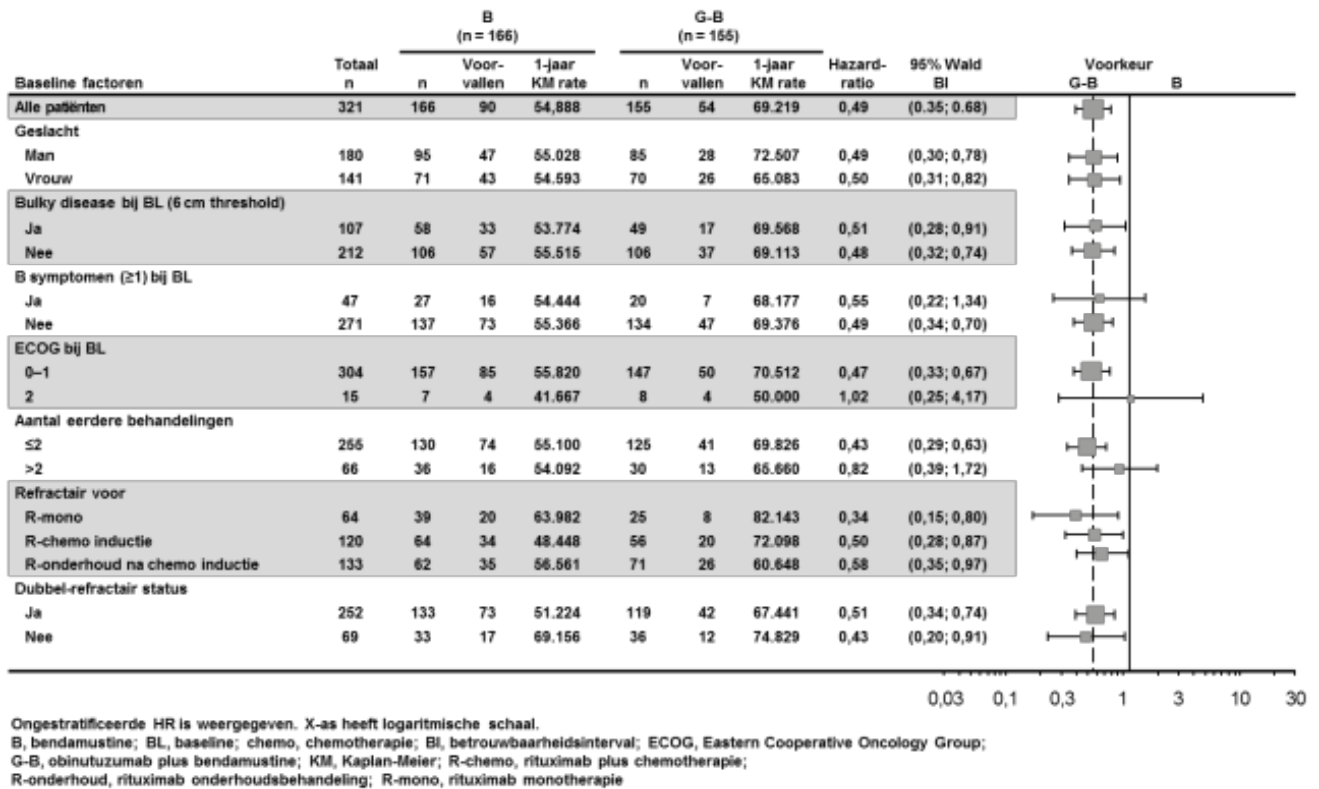 B G-B
(n = 166) (n = 155)
Totaal Voor- 1-jaar Voor- 1-jaar Hazard- 95% Wald Voorkeur
Baseline factoren n n vallen KM rate n vallen KM rate ratio BI G-B B
Alle patiënten 321 166 90 54,888 155 54 69.219 0,49 (0.35; 0.68)
Geslacht
Man 180 95 47 55.028 85 28 72.507 0,49 (0,30; 0,78)
Vrouw 141 71 43 54.593 70 26 65.083 0,50 (0,31; 0,82)
Bulky disease bij BL (6 cm threshold)
Ja 107 58 33 53.774 49 17 69.568 0,51 (0,28; 0,91)
Nee 212 106 57 55.515 106 37 69.113 0,48 (0,32; 0,74)
B symptomen (≥1) bij BL
Ja 47 27 16 54.444 20 7 68.177 0,55 (0,22; 1,34)
Nee 271 137 73 55.366 134 47 69.376 0,49 (0,34; 0,70)
ECOG bij BL
0–1 304 157 85 55.820 147 50 70.512 0,47 (0,33; 0,67)
2 15 7 4 41.667 8 4 50.000 1,02 (0,25; 4,17)
Aantal eerdere behandelingen
≤2 255 130 74 55.100 125 41 69.826 0,43 (0,29; 0,63)
>2 66 36 16 54.092 30 13 65.660 0,82 (0,39; 1,72)
Refractair voor
R-mono 64 39 20 63.982 25 8 82.143 0,34 (0,15; 0,80)
R-chemo inductie 120 64 34 48.448 56 20 72.098 0,50 (0,28; 0,87)
R-onderhoud na chemo inductie 133 62 35 56.561 71 26 60.648 0,58 (0,35; 0,97)
Dubbel-refractair status
Ja 252 133 73 51.224 119 42 67.441 0,51 (0,34; 0,74)
Nee 69 33 17 69.156 36 12 74.829 0,43 (0,20; 0,91)
0,03 0,1 0,3 1 3 10 30
Ongestratificeerde HR is weergegeven. X-as heeft logaritmische schaal.
B, bendamustine; BL, baseline; chemo, chemotherapie; BI, betrouwbaarheidsinterval; ECOG, Eastern Cooperative Oncology Group;
G-B, obinutuzumab plus bendamustine; KM, Kaplan-Meier; R-chemo, rituximab plus chemotherapie;
R-onderhoud, rituximab onderhoudsbehandeling; R-mono, rituximab monotherapie